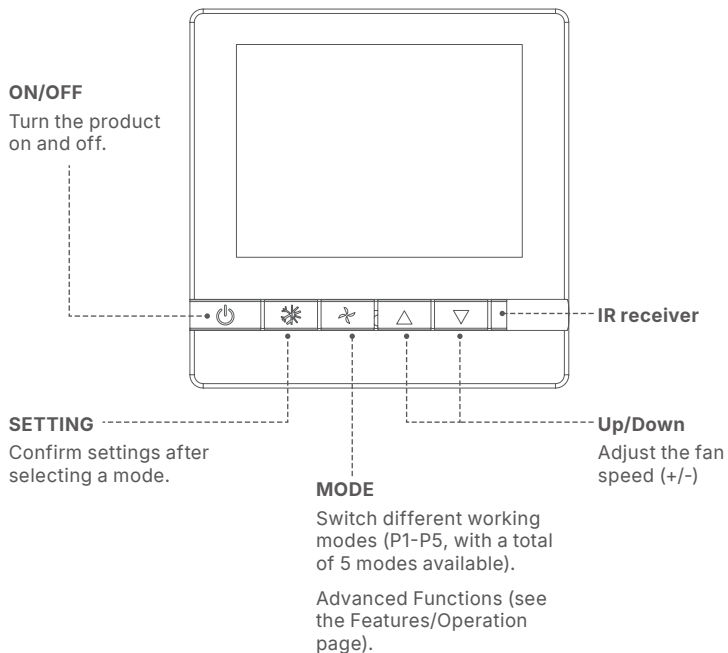 ON/OFF
Turn the product
on and off.
IR receiver
SETTING
Confirm settings after
selecting a mode.
Up/Down
Adjust the fan
speed (+/-)
MODE
Switch different working
modes (P1-P5, with a total
of 5 modes available).
Advanced Functions (see
the Features/Operation
page).